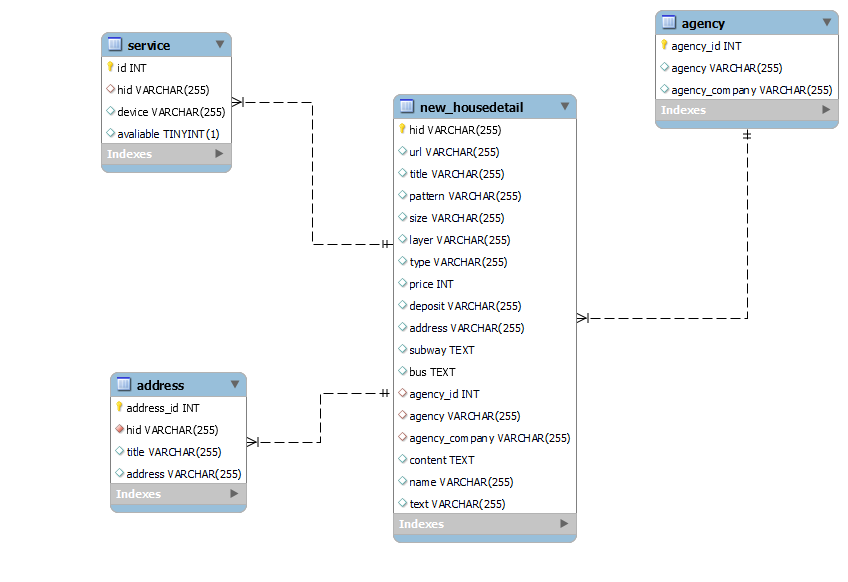 service
id INT
hid VARCHAR(255)
device VARCHAR(255)
avaliable TINYINT(1)
Indexes
address
address_id INT
hid VARCHAR(255)
title VARCHAR(255)
address VARCHAR(255)
Indexes
new_housedetail
hid VARCHAR(255)
url VARCHAR(255)
title VARCHAR(255)
pattern VARCHAR(255)
size VARCHAR(255)
layer VARCHAR(255)
type VARCHAR(255)
price INT
deposit VARCHAR(255)
address VARCHAR(255)
subway TEXT
bus TEXT
agency_id INT
agency VARCHAR(255)
agency_company VARCHAR(255)
content TEXT
name VARCHAR(255)
text VARCHAR(255)
Indexes
agency
agency_id INT
agency VARCHAR(255)
agency_company VARCHAR(255)
Indexes